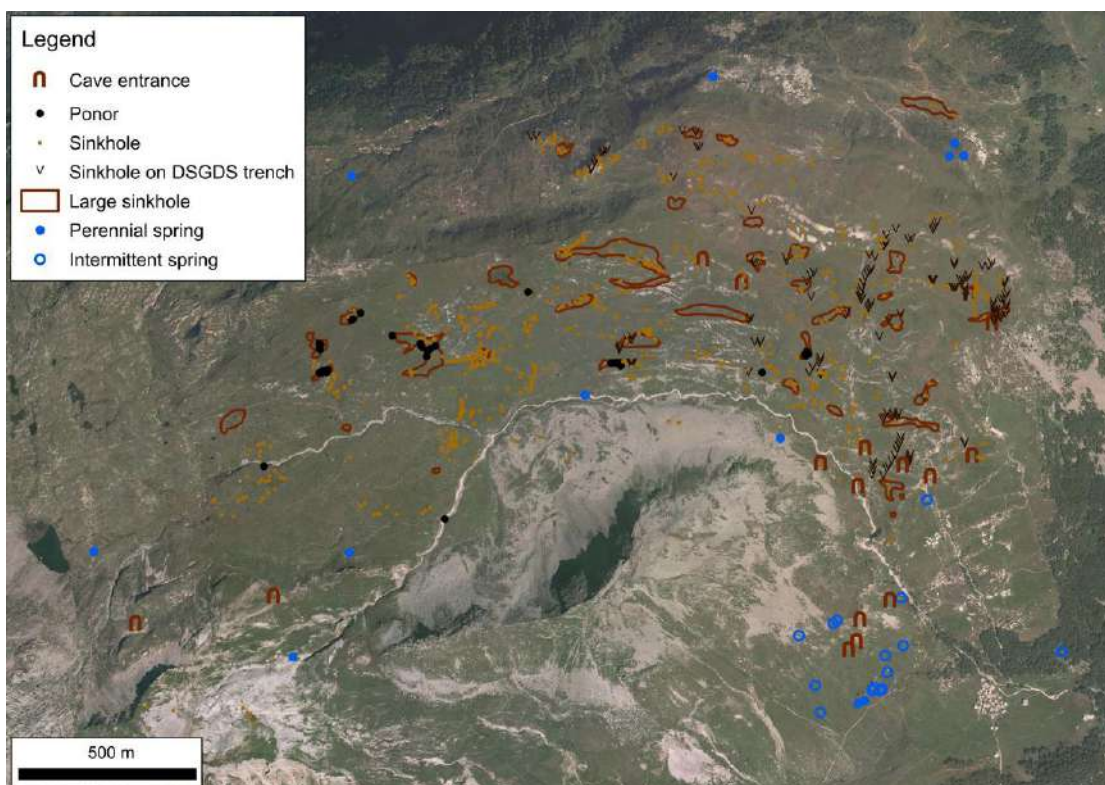 Legend
Cave entrance
Ponor
Sinkhole
Sinkhole on DSGDS trench
Large sinkhole
Perennial spring
Intermittent spring
500 m